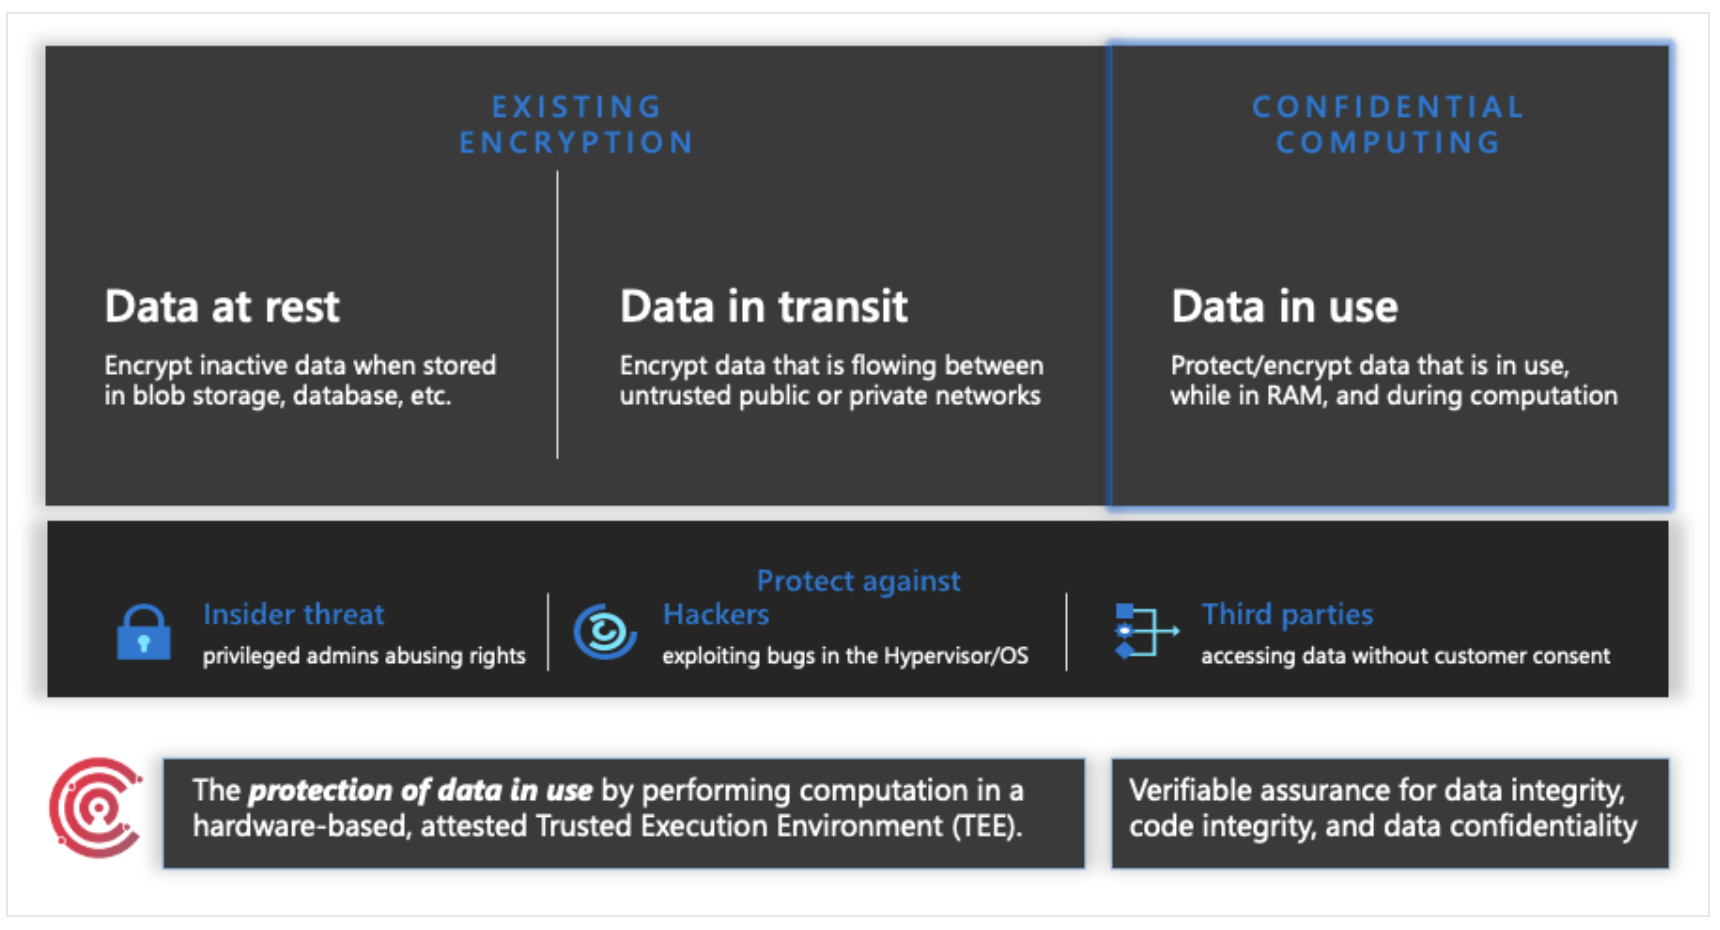 EXISTING
ENCRYPTION
CONFIDENTIAL
COMPUTING
Data at rest
Encrypt inactive data when stored
in blob storage, database, etc.
Data in transit
Encrypt data that is flowing between
untrusted public or private networks
Data in use
Protect/encrypt data that is in use,
while in RAM, and during computation
Protect against
Insider threat
privileged admins abusing rights
Hackers
exploiting bugs in the Hypervisor/OS
Third parties
accessing data without customer consent
The protection of data in use by performing computation in a
hardware-based, attested Trusted Execution Environment (TEE).
Verifiable assurance for data integrity,
code integrity, and data confidentiality